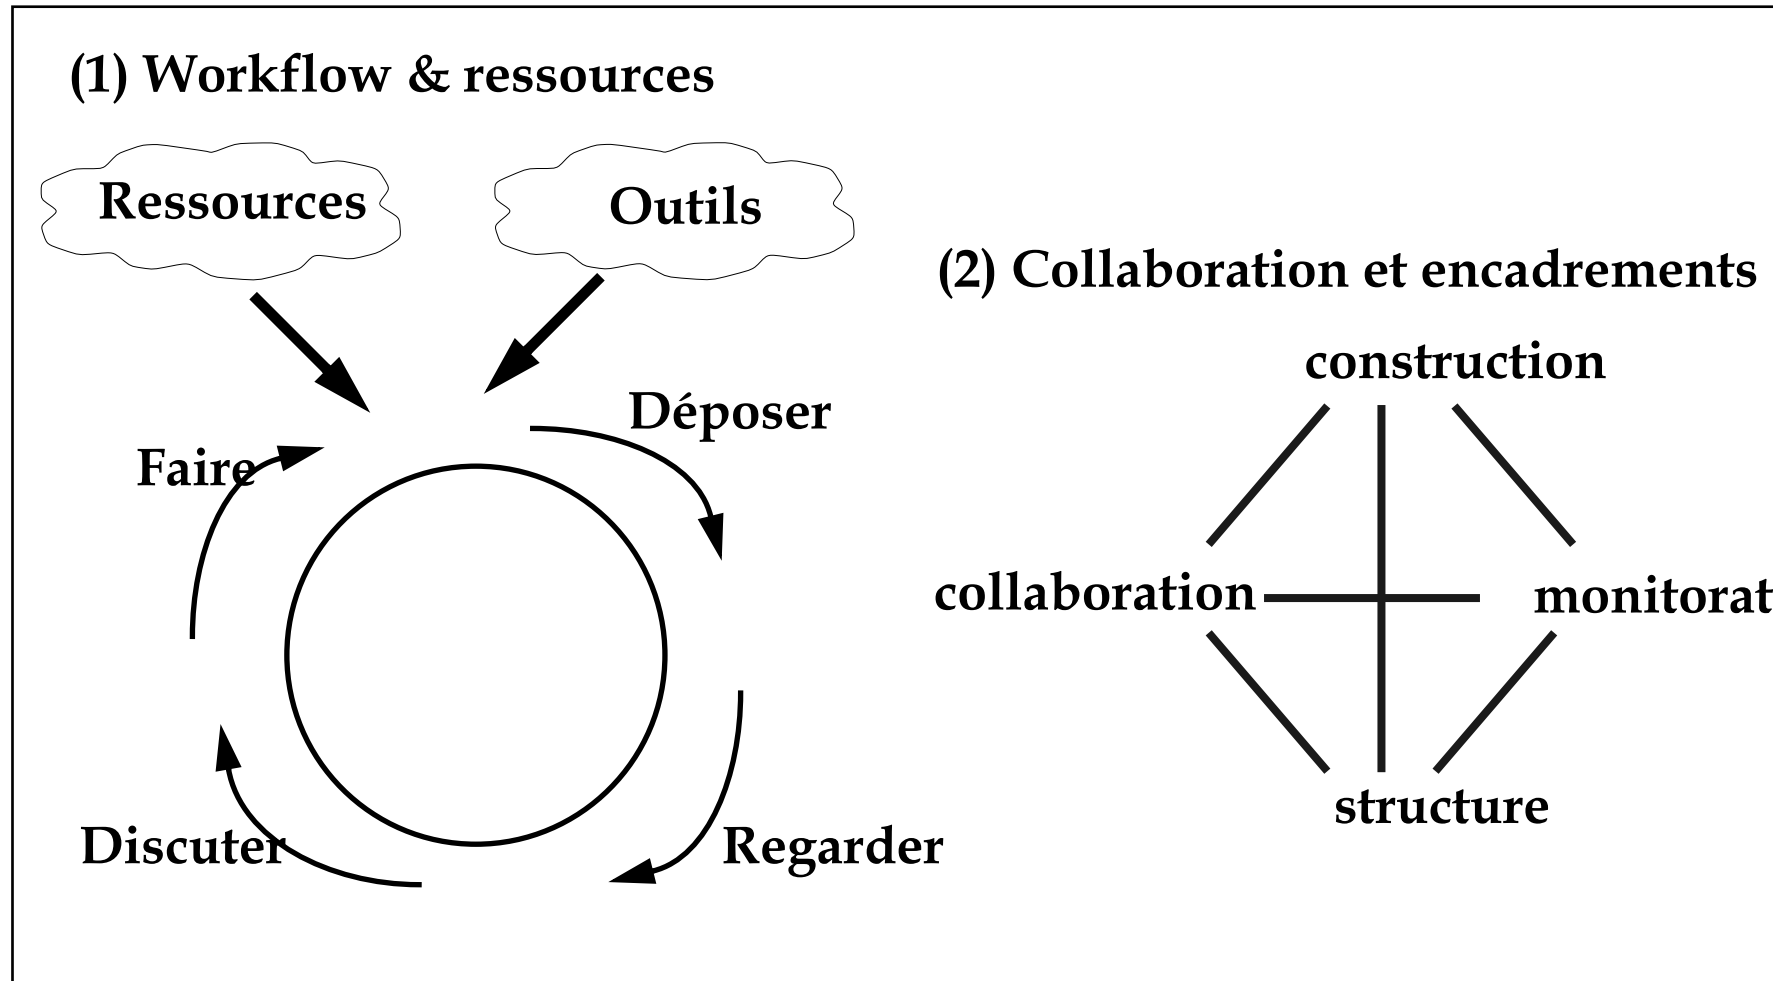 (1) Workflow & ressources
Ressources
Outils
Déposer
Faire
Discuter
Regarder
(2) Collaboration et encadrements
construction
collaboration
monitorat
structure